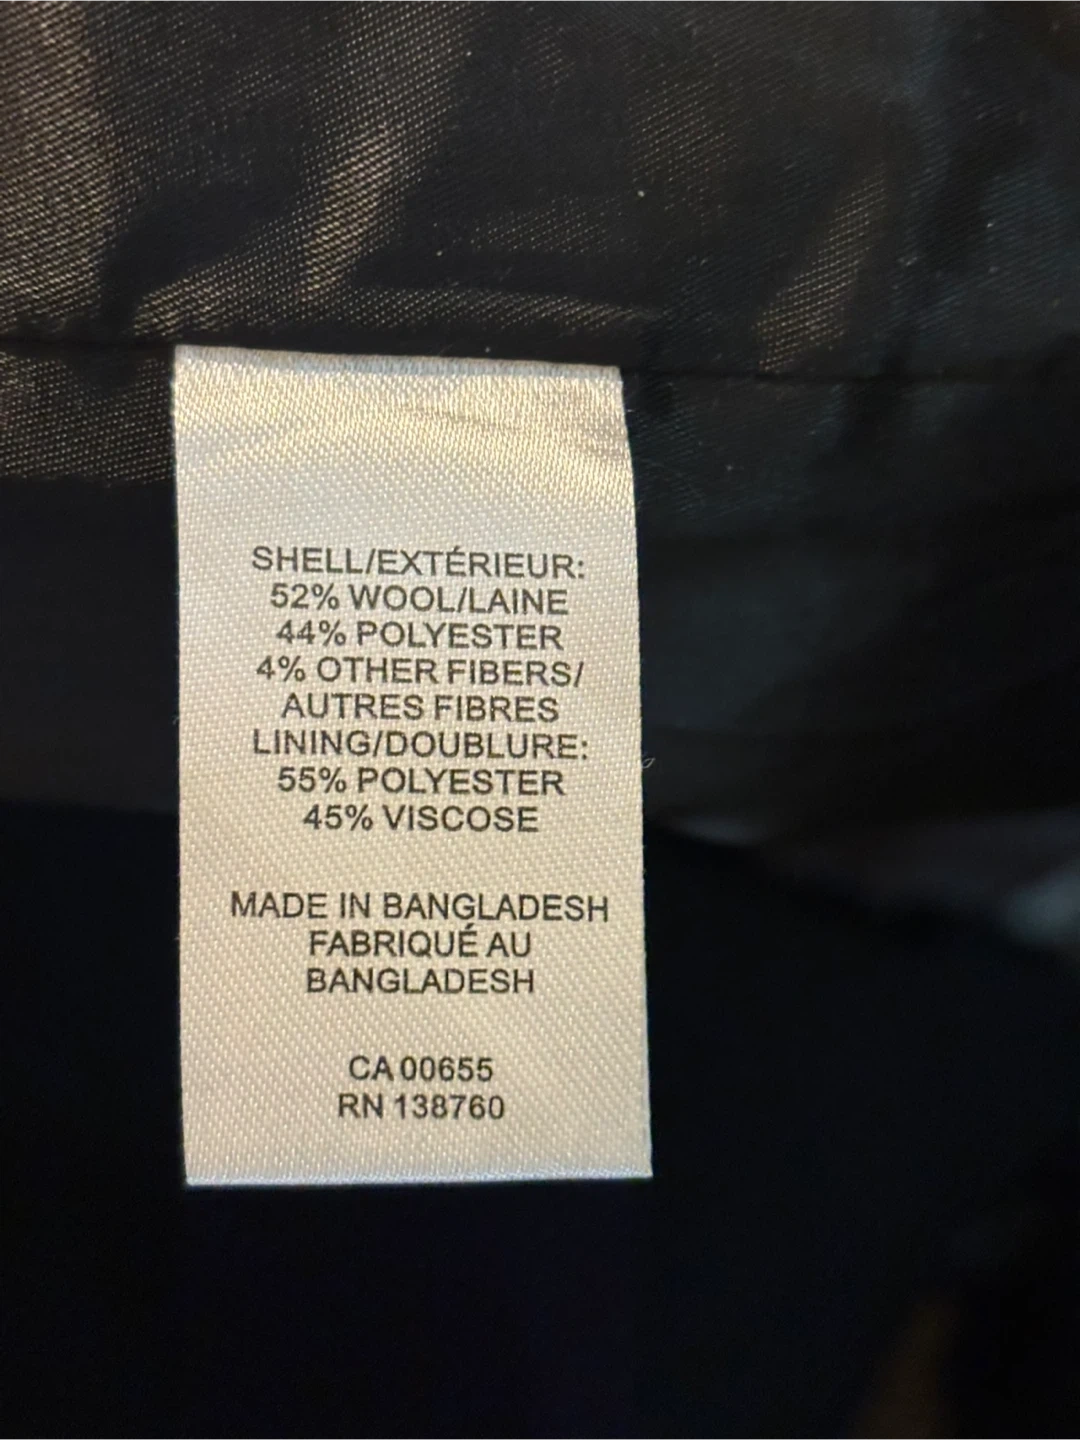 SHELL/EXTÉRIEUR:
52% WOOL/LAINE
44% POLYESTER
4% OTHER FIBERS/
AUTRES FIBRES
LINING/DOUBLURE:
55% POLYESTER
45% VISCOSE
MADE IN BANGLADESH
FABRIQUÉ AU
BANGLADESH
CA 00655
RN 138760